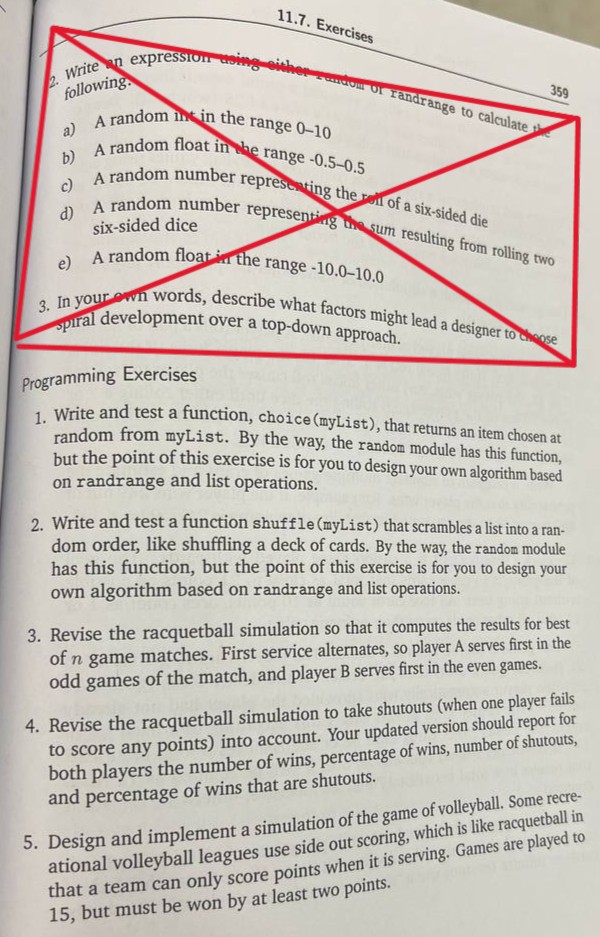 11.7. Exercises
359
2. Write an expression using either random or randrange to calculate the
following.
a) A random int in the range 0–10
b) A random float in the range -0.5–0.5
c) A random number representing the roll of a six-sided die
d) A random number representing the sum resulting from rolling two
six-sided dice
e) A random float in the range -10.0–10.0
3. In your own words, describe what factors might lead a designer to choose
spiral development over a top-down approach.
Programming Exercises
1. Write and test a function, choice(myList), that returns an item chosen at
random from myList. By the way, the random module has this function,
but the point of this exercise is for you to design your own algorithm based
on randrange and list operations.
2. Write and test a function shuffle(myList) that scrambles a list into a ran-
dom order, like shuffling a deck of cards. By the way, the random module
has this function, but the point of this exercise is for you to design your
own algorithm based on randrange and list operations.
3. Revise the racquetball simulation so that it computes the results for best
of n game matches. First service alternates, so player A serves first in the
odd games of the match, and player B serves first in the even games.
4. Revise the racquetball simulation to take shutouts (when one player fails
to score any points) into account. Your updated version should report for
both players the number of wins, percentage of wins, number of shutouts,
and percentage of wins that are shutouts.
5. Design and implement a simulation of the game of volleyball. Some recre-
ational volleyball leagues use side out scoring, which is like racquetball in
that a team can only score points when it is serving. Games are played to
15, but must be won by at least two points.